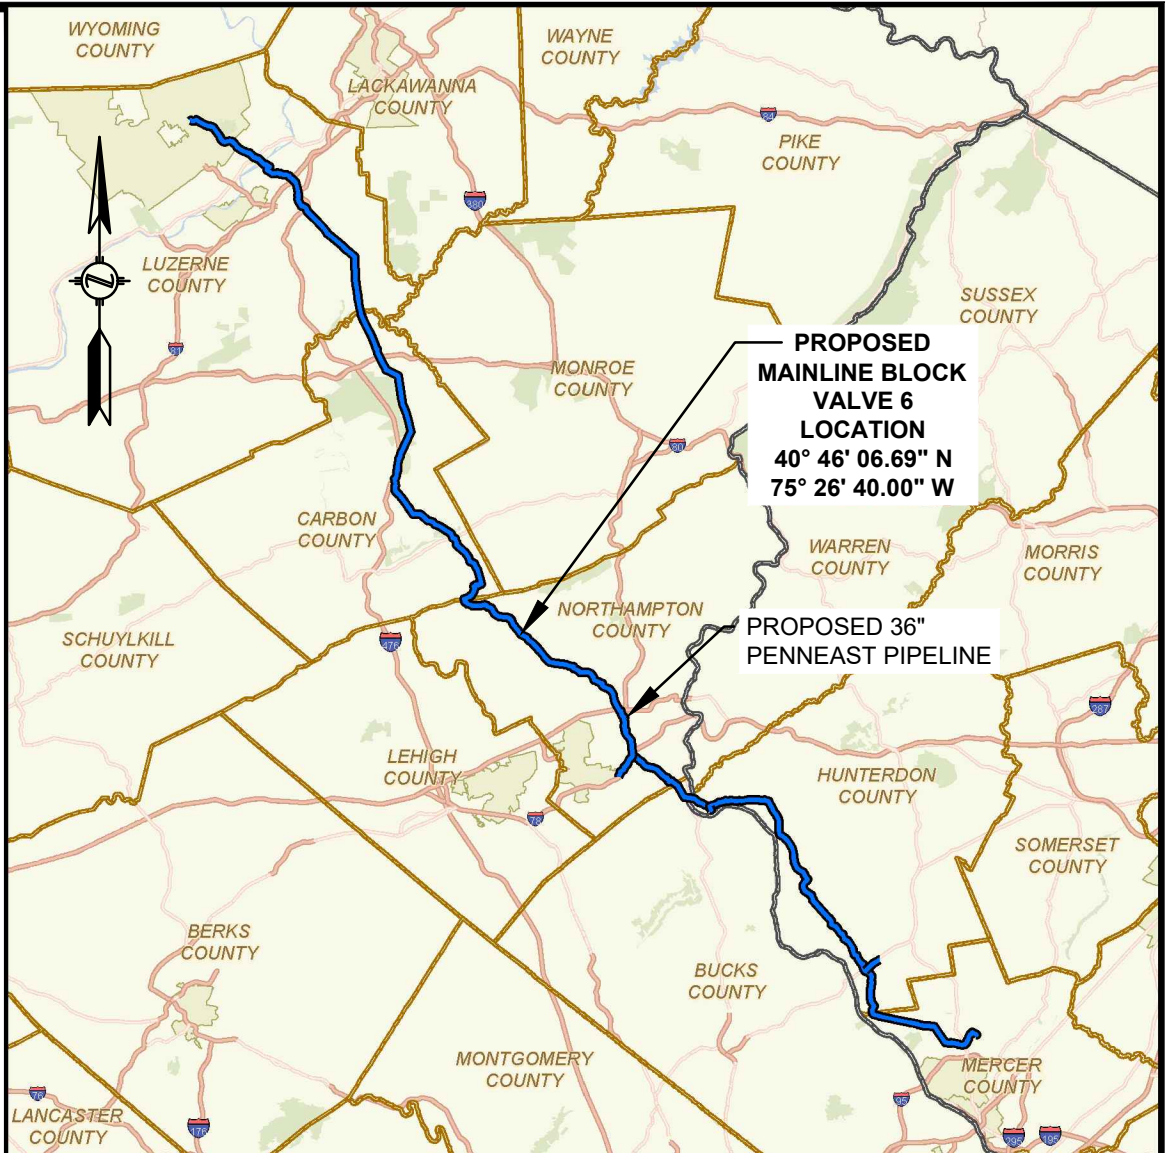 WYOMING
COUNTY
WAYNE
COUNTY
LACKAWANNA
COUNTY
84
PIKE
COUNTY
380
LUZERNE
COUNTY
81
SUSSEX
COUNTY
PROPOSED
MAINLINE BLOCK
VALVE 6
LOCATION
40° 46' 06.69" N
75° 26' 40.00" W
MONROE
COUNTY
80
CARBON
COUNTY
WARREN
COUNTY
MORRIS
COUNTY
NORTHAMPTON
COUNTY
PROPOSED 36"
PENNEAST PIPELINE
SCHUYLKILL
COUNTY
476
287
LEHIGH
COUNTY
HUNTERDON
COUNTY
78
SOMERSET
COUNTY
BERKS
COUNTY
BUCKS
COUNTY
MONTGOMERY
COUNTY
MERCER
COUNTY
76
95
LANCASTER
COUNTY
176
295
195
N